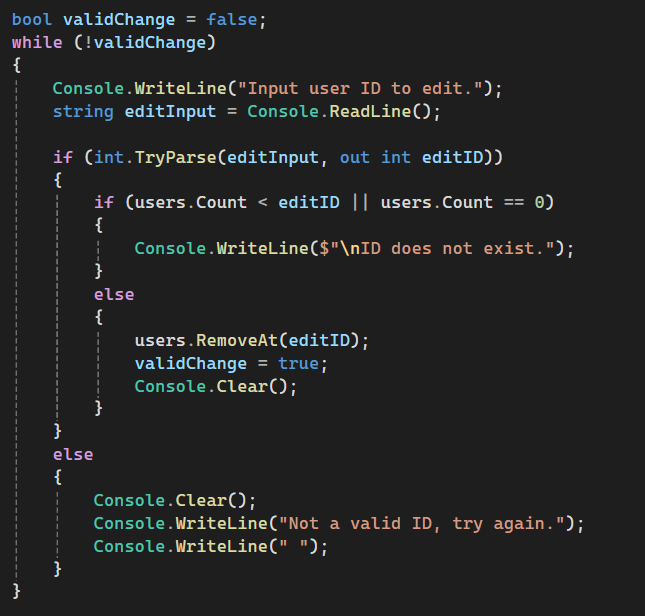 bool validChange = false;
while (!validChange)
{
    Console.WriteLine("Input user ID to edit.");
    string editInput = Console.ReadLine();

    if (int.TryParse(editInput, out int editID))
    {
        if (users.Count < editID || users.Count == 0)
        {
            Console.WriteLine($"\nID does not exist.");
        }
        else
        {
            users.RemoveAt(editID);
            validChange = true;
            Console.Clear();
        }
    }
    else
    {
        Console.Clear();
        Console.WriteLine("Not a valid ID, try again.");
        Console.WriteLine(" ");
    }
}